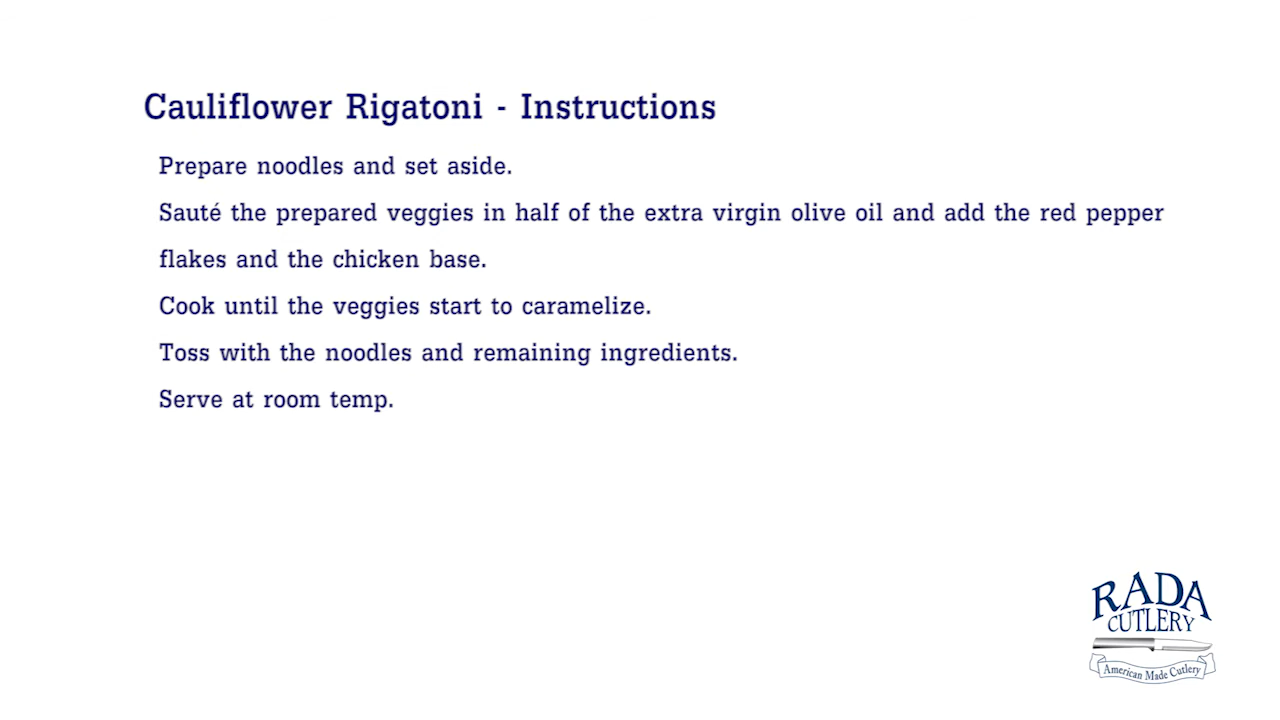 Cauliflower Rigatoni - Instructions
Prepare noodles and set aside.
Sauté the prepared veggies in half of the extra virgin olive oil and add the red pepper
flakes and the chicken base.
Cook until the veggies start to caramelize.
Toss with the noodles and remaining ingredients.
Serve at room temp.
RADA
CUTLERY
American Made Cutlery